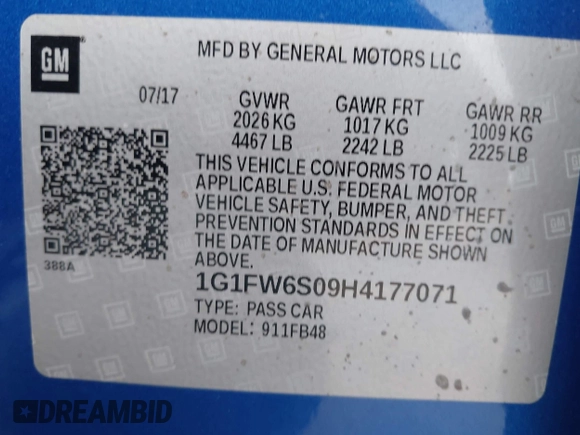 GM
MFD BY GENERAL MOTORS LLC
07/17
GVWR GAWR FRT GAWR RR
2026 KG 1017 KG 1009 KG
4467 LB 2242 LB 2225 LB
THIS VEHICLE CONFORMS TO ALL
APPLICABLE U.S. FEDERAL MOTOR
VEHICLE SAFETY, BUMPER, AND THEFT
PREVENTION STANDARDS IN EFFECT ON
THE DATE OF MANUFACTURE SHOWN
ABOVE.
388A
1G1FW6S09H4177071
TYPE: PASS CAR
MODEL: 911FB48
DREAMBID